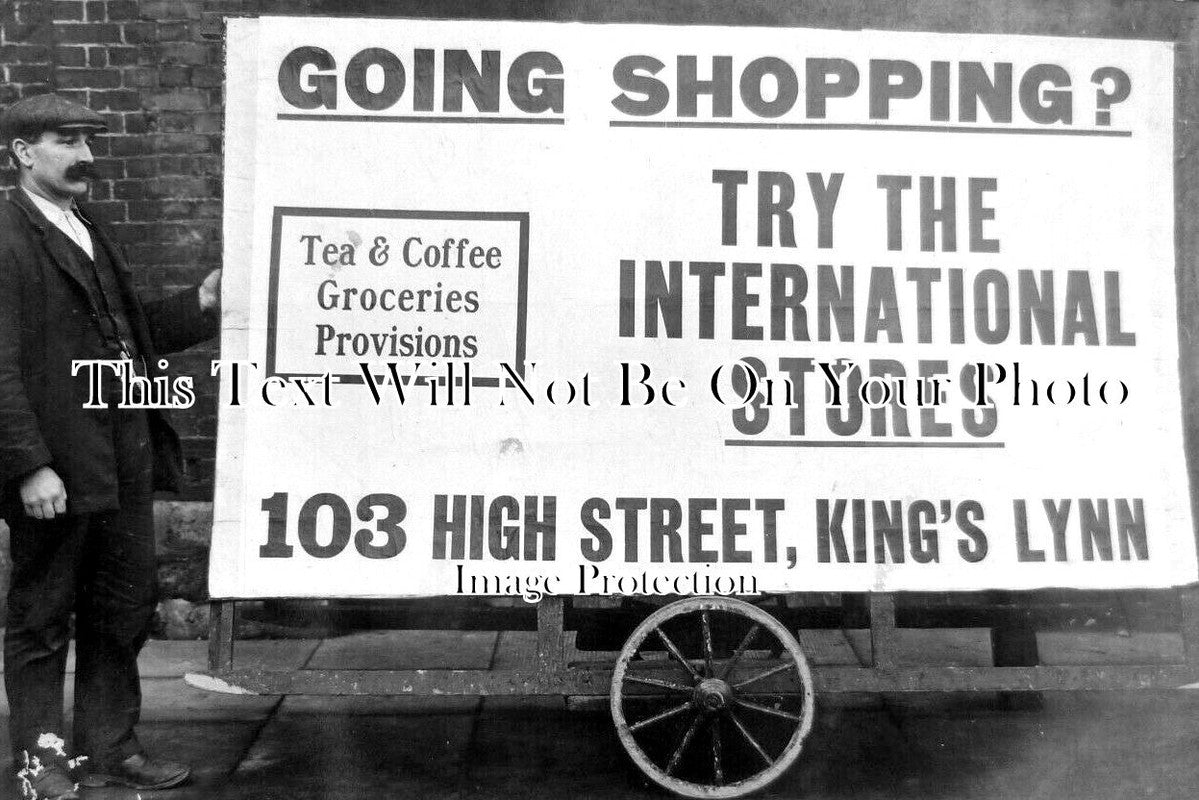 GOING SHOPPING?
Tea & Coffee
Groceries
Provisions
TRY THE
INTERNATIONAL
STORES
This Text Will Not Be On Your Photo
103 HIGH STREET, KING'S LYNN
Image Protection